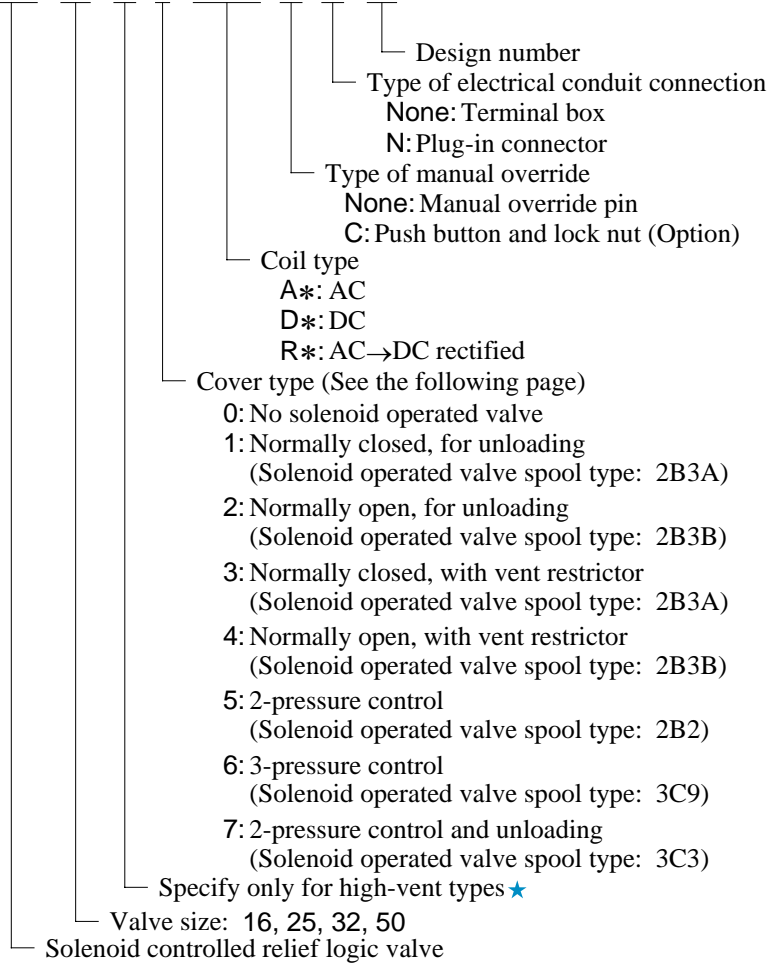 Design number
Type of electrical conduit connection
None: Terminal box
N: Plug-in connector
Type of manual override
None: Manual override pin
C: Push button and lock nut (Option)
Coil type
A*: AC
D*: DC
R*: AC→DC rectified
Cover type (See the following page)
0: No solenoid operated valve
1: Normally closed, for unloading
(Solenoid operated valve spool type: 2B3A)
2: Normally open, for unloading
(Solenoid operated valve spool type: 2B3B)
3: Normally closed, with vent restrictor
(Solenoid operated valve spool type: 2B3A)
4: Normally open, with vent restrictor
(Solenoid operated valve spool type: 2B3B)
5: 2-pressure control
(Solenoid operated valve spool type: 2B2)
6: 3-pressure control
(Solenoid operated valve spool type: 3C9)
7: 2-pressure control and unloading
(Solenoid operated valve spool type: 3C3)
Specify only for high-vent types★
Valve size: 16, 25, 32, 50
Solenoid controlled relief logic valve